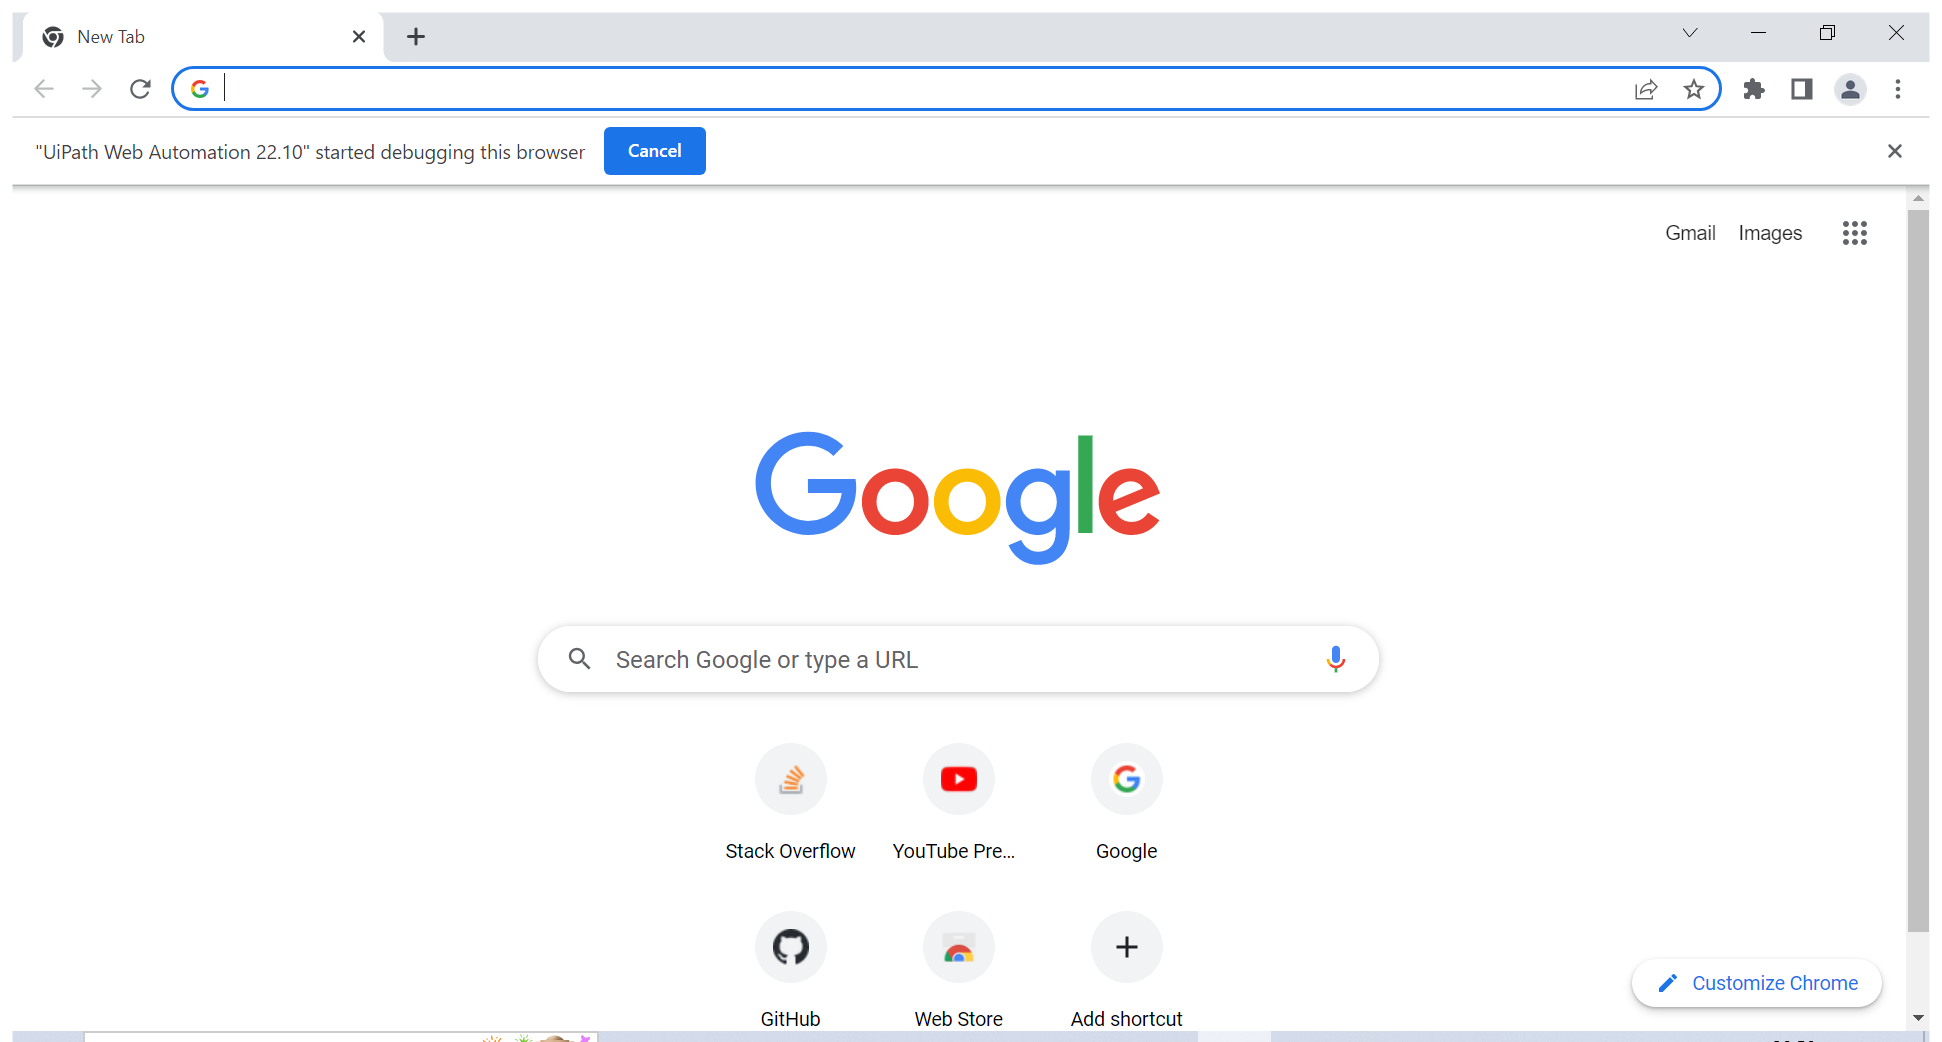 New Tab
"UiPath Web Automation 22.10" started debugging this browser Cancel
Gmail Images
Google
Search Google or type a URL
Stack Overflow YouTube Pre... Google
GitHub Web Store Add shortcut
Customize Chrome